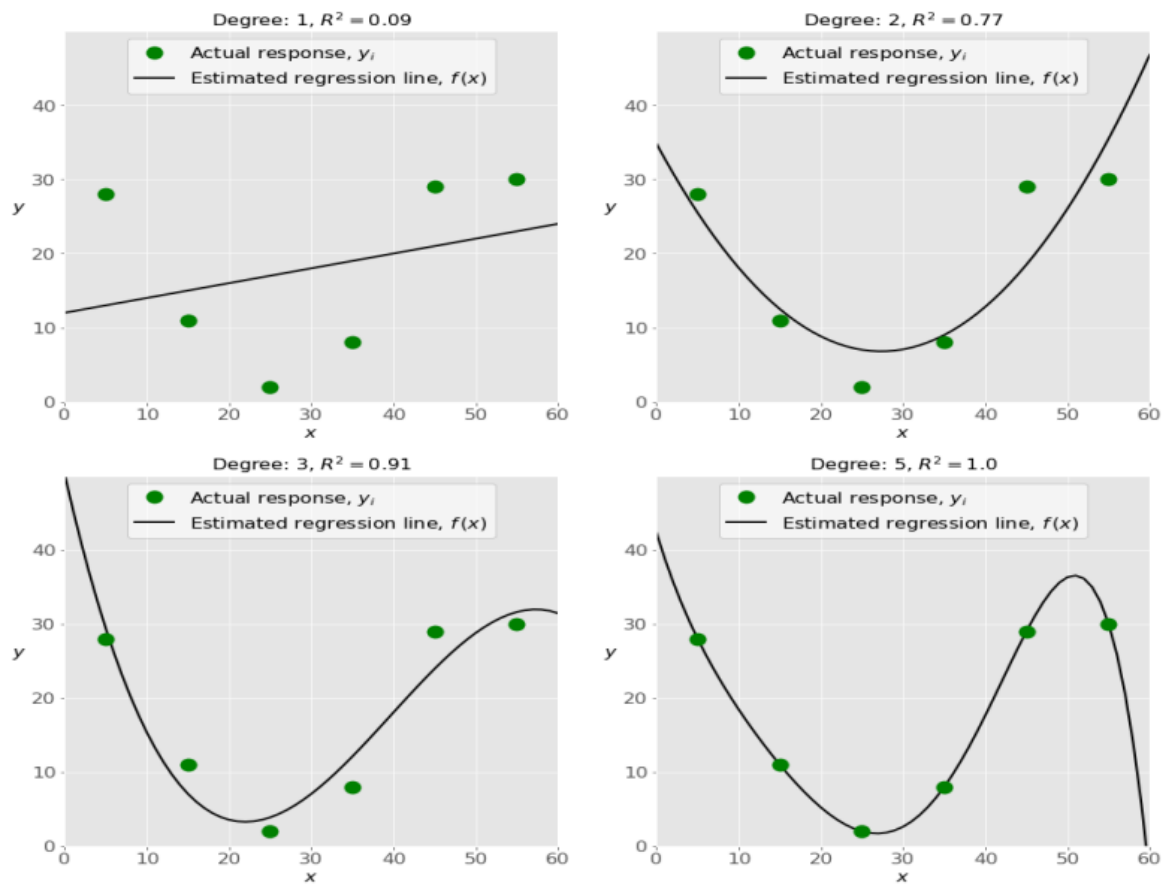 Degree: 1, R² = 0.09
Actual response, yᵢ
Estimated regression line, f(x)
40
30
20
10
0
y
0 10 20 30 40 50 60
x
Degree: 2, R² = 0.77
Actual response, yᵢ
Estimated regression line, f(x)
40
30
20
10
0
y
0 10 20 30 40 50 60
x
Degree: 3, R² = 0.91
Actual response, yᵢ
Estimated regression line, f(x)
40
30
20
10
0
y
0 10 20 30 40 50 60
x
Degree: 5, R² = 1.0
Actual response, yᵢ
Estimated regression line, f(x)
40
30
20
10
0
y
0 10 20 30 40 50 60
x